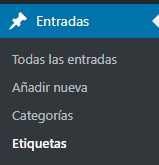 Entradas
Todas las entradas
Añadir nueva
Categorías
Etiquetas